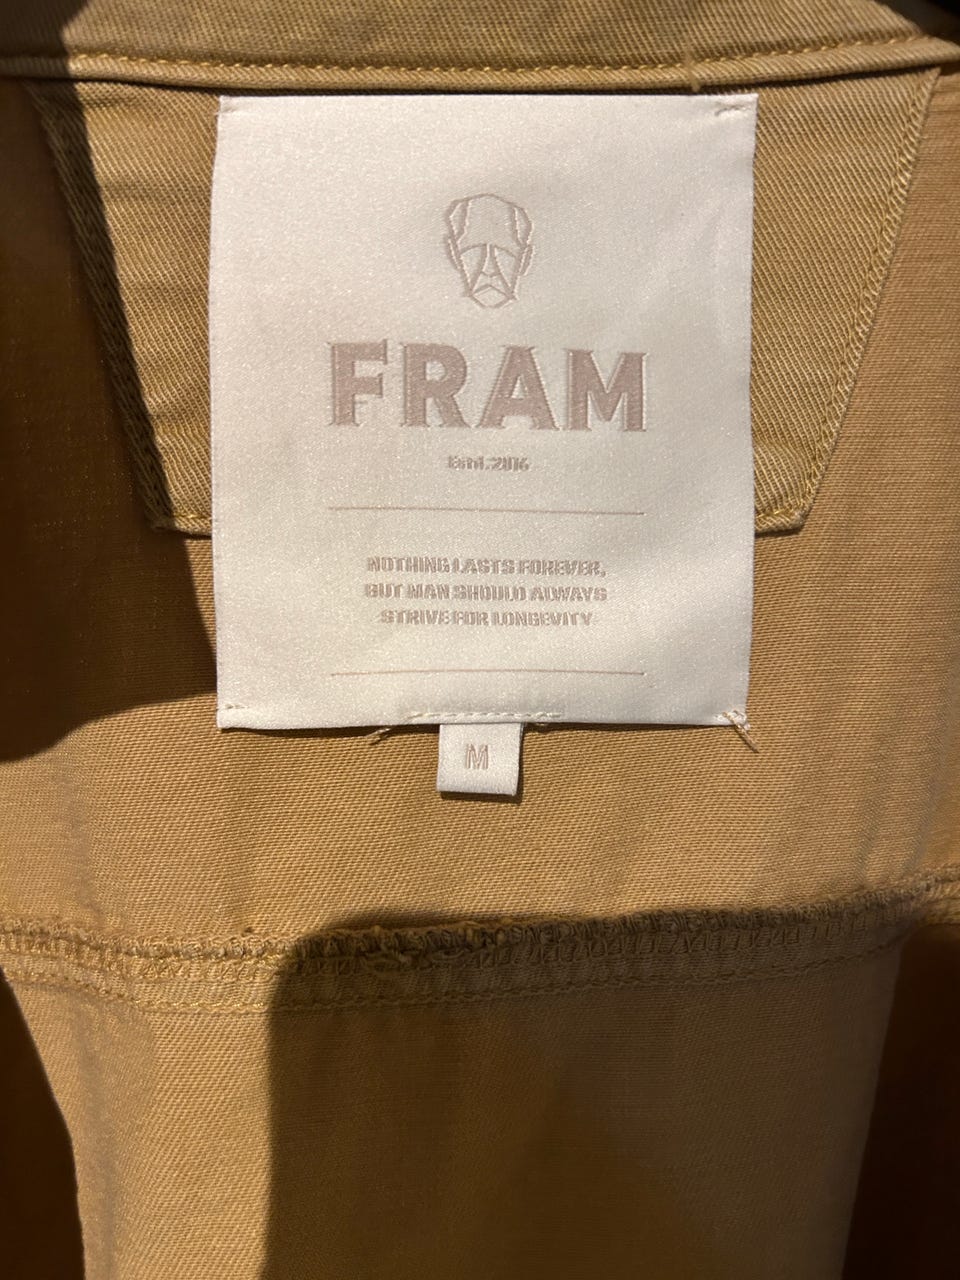 FRAM
Estd. 2016
NOTHING LASTS FOREVER,
BUT MAN SHOULD ALWAYS
STRIVE FOR LONGEVITY
M